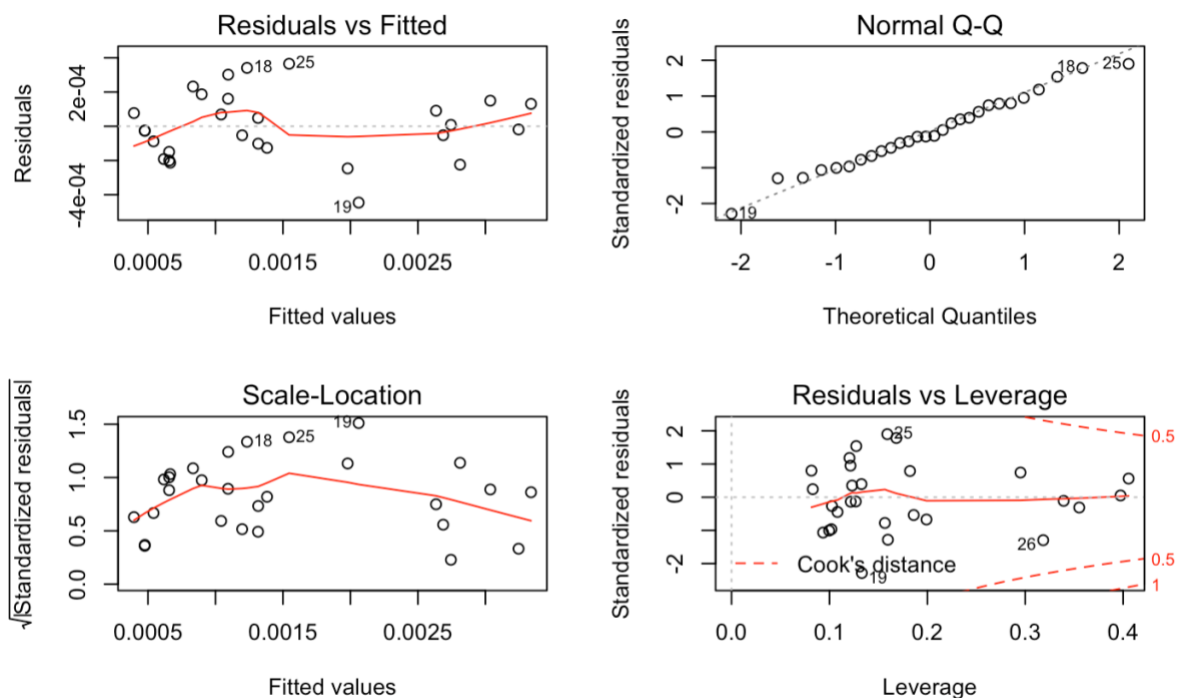 Residuals vs Fitted
Residuals
2e-04
-4e-04
18
25
19
0.0005
0.0015
0.0025
Fitted values
Normal Q-Q
Standardized residuals
2
1
0
-2
18
25
19
-2
-1
0
1
2
Theoretical Quantiles
Scale-Location
√|Standardized residuals|
1.5
1.0
0.5
0.0
18
25
19
0.0005
0.0015
0.0025
Fitted values
Residuals vs Leverage
Standardized residuals
2
1
0
-2
25
26
19
Cook's distance
0.5
0.5
1
0.0
0.1
0.2
0.3
0.4
Leverage